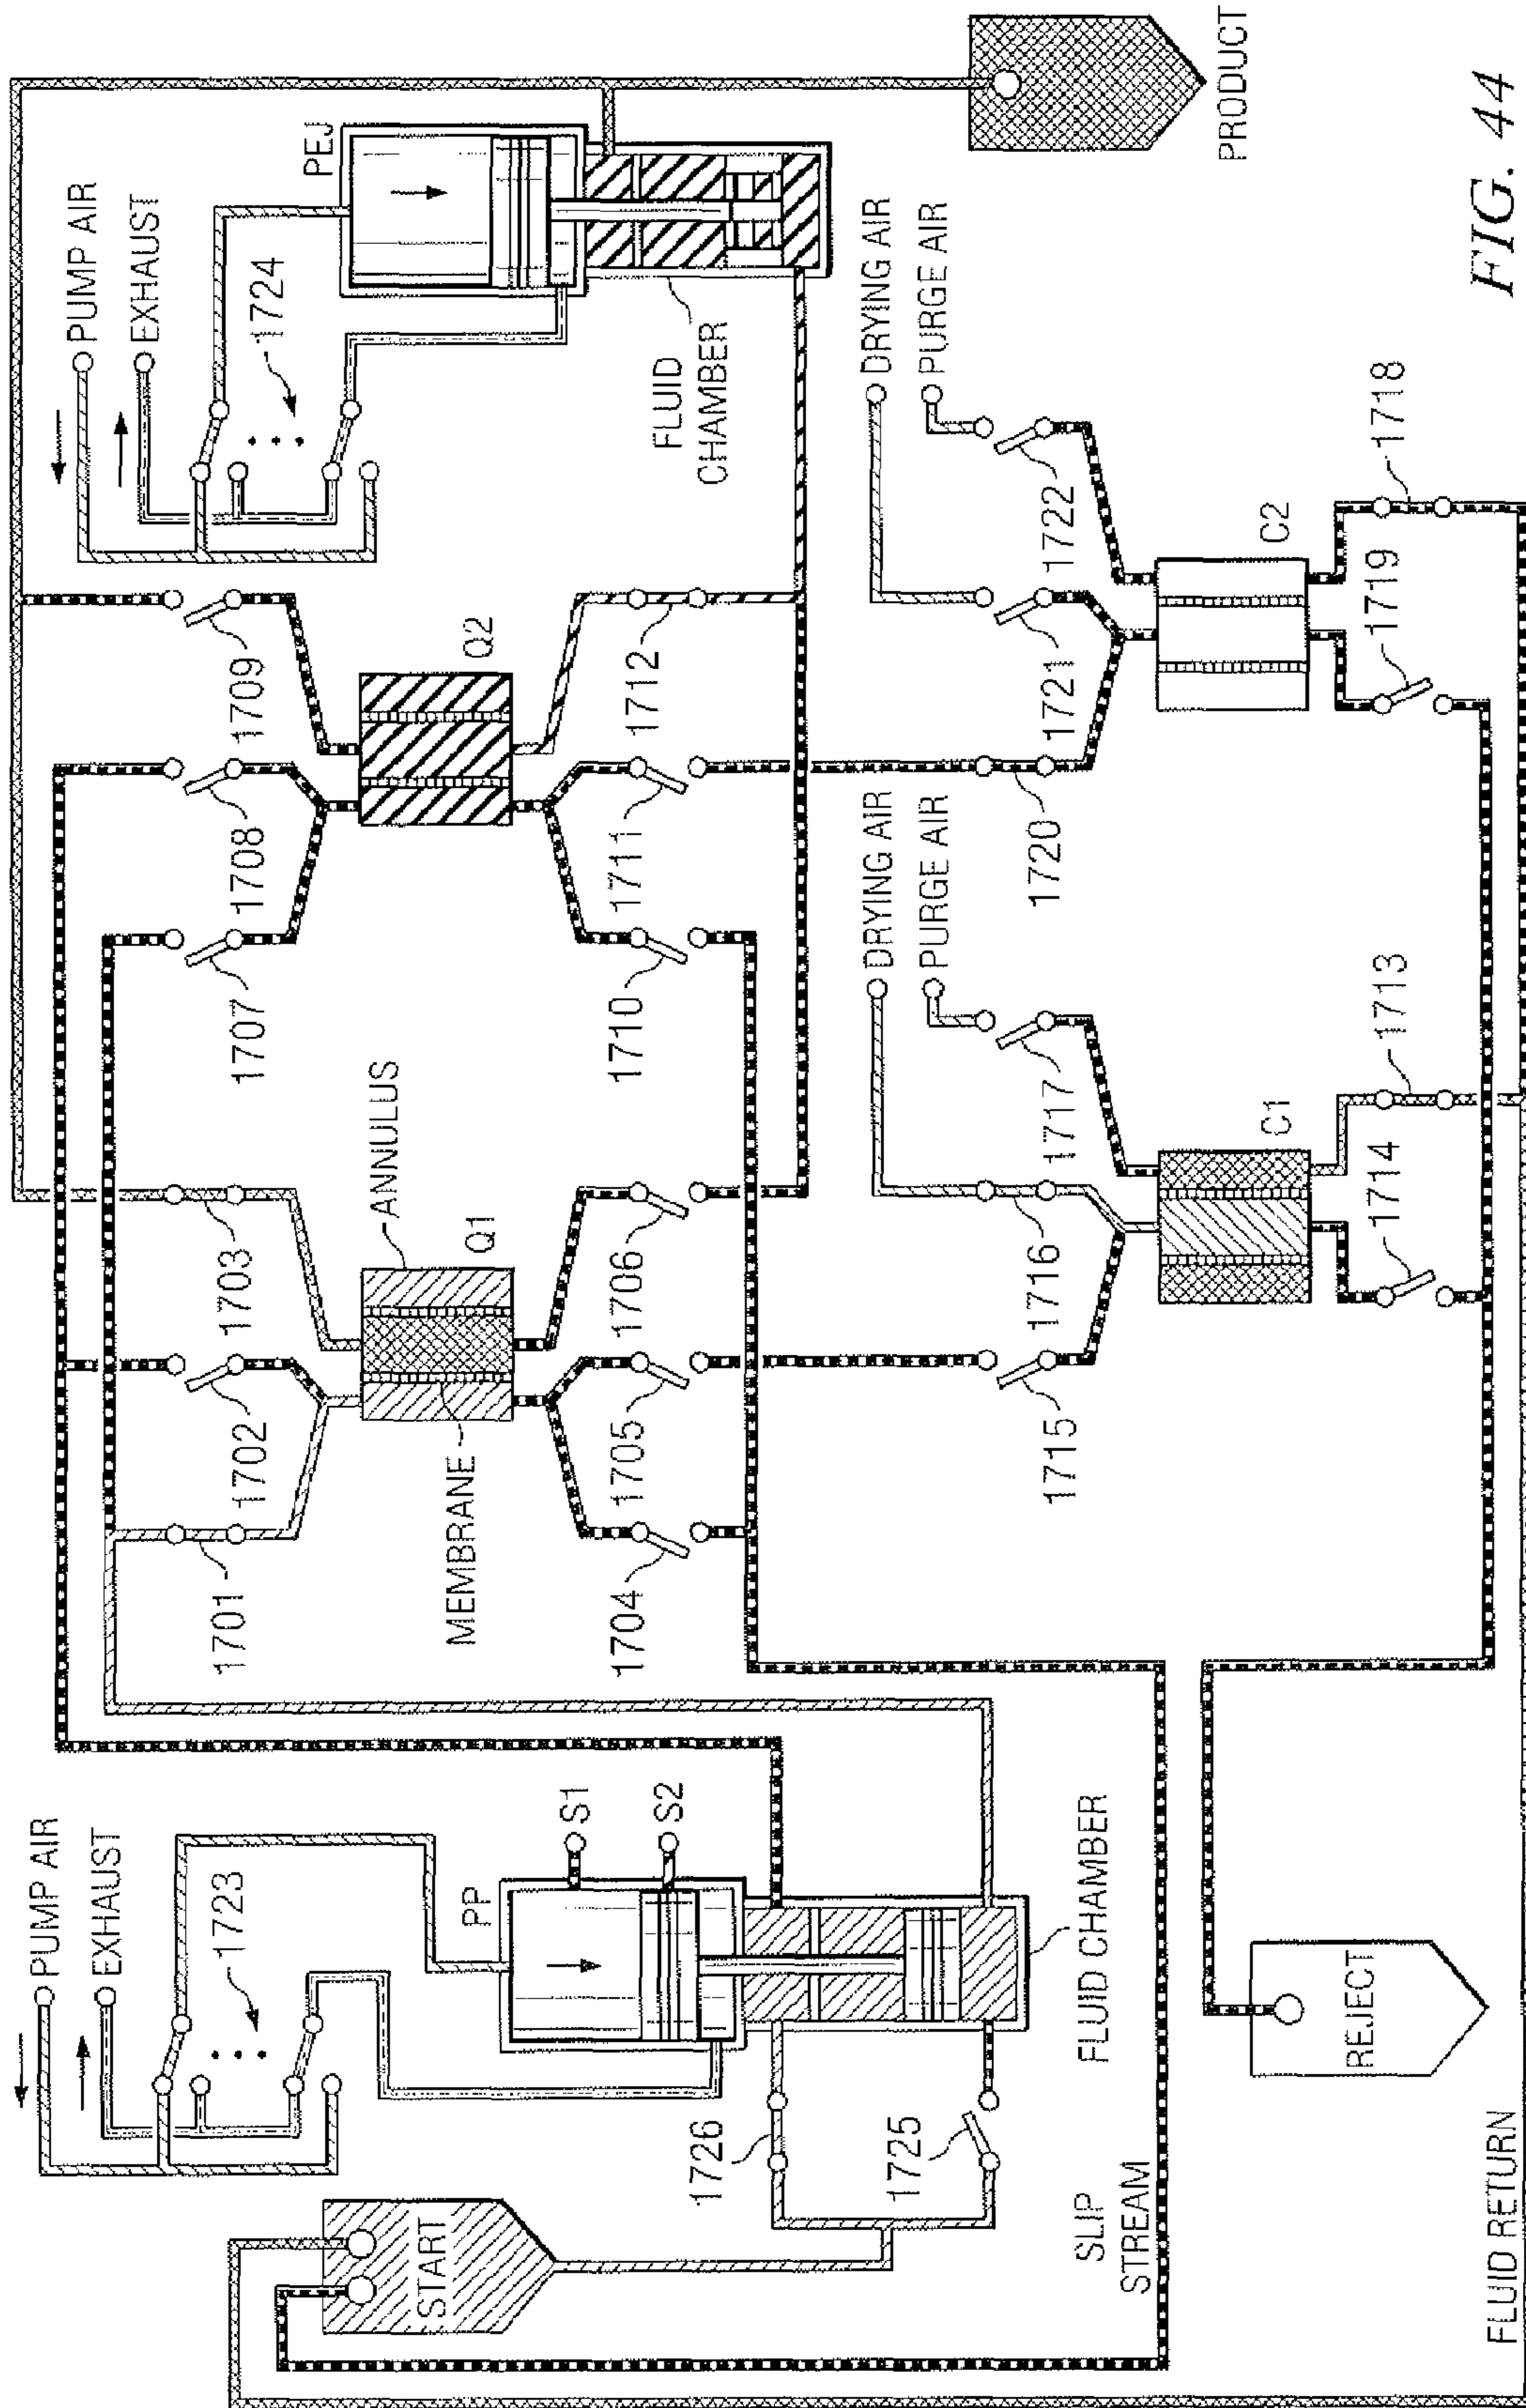 PUMP AIR
EXHAUST
1723
PP
S1
S2
START
1726
1725
SLIP
STREAM
FLUID CHAMBER
REJECT
FLUID RETURN
1701
1702
1703
ANNULUS
Q1
MEMBRANE
1704
1705
1706
1707
1708
1709
Q2
1710
1711
1712
PUMP AIR
EXHAUST
1724
PEJ
FLUID
CHAMBER
PRODUCT
DRYING AIR
PURGE AIR
1715
1716
1717
C1
1714
1713
DRYING AIR
PURGE AIR
1720
1721
1722
C2
1719
1718
FIG. 44